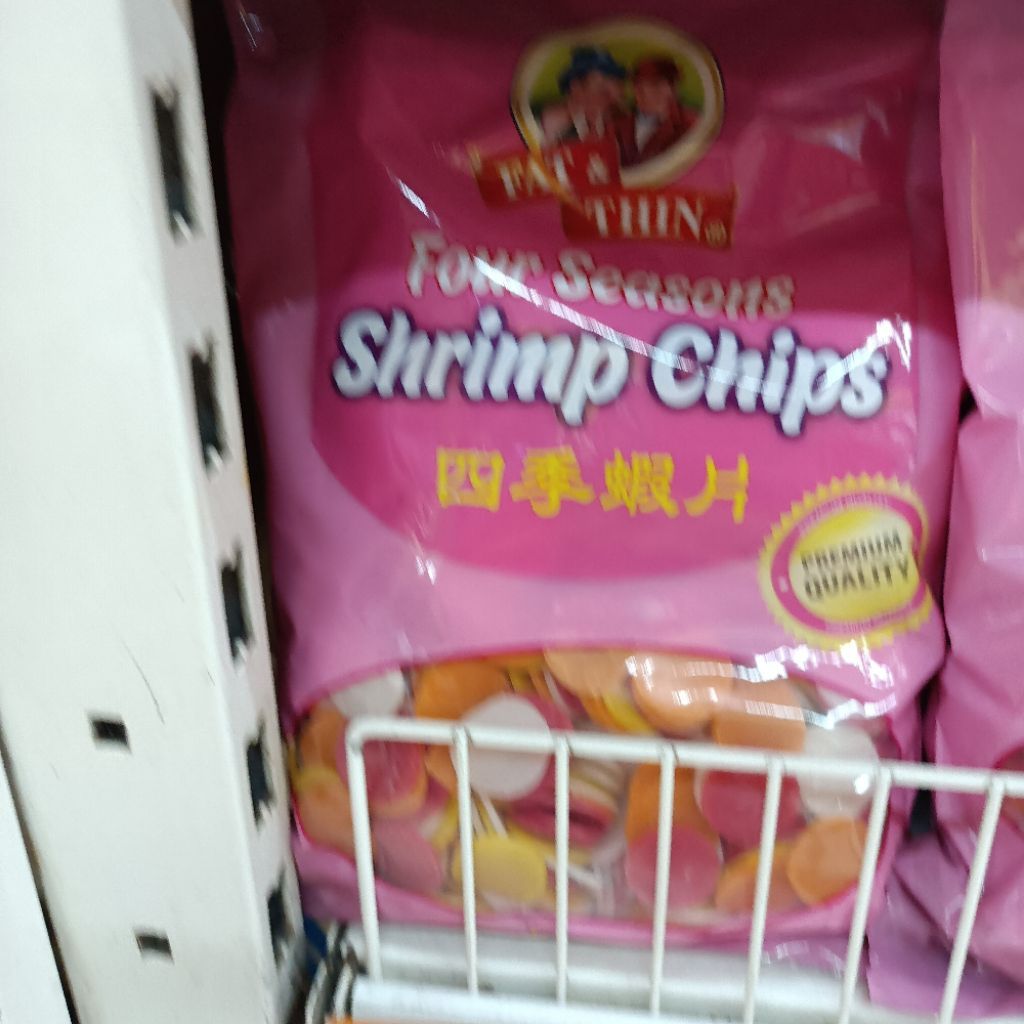 FAT &
THIN®
Four Seasons
Shrimp Chips
四季蝦片
PREMIUM
QUALITY